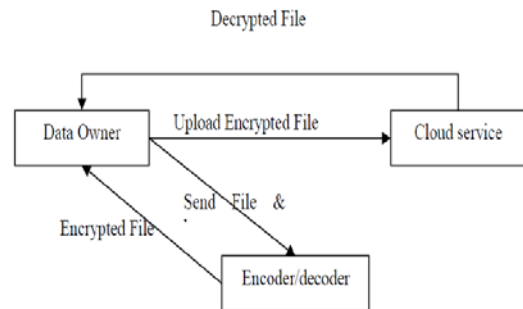 Decrypted File
Data Owner
Upload Encrypted File
Cloud service
Send File &
Encrypted File
Encoder/decoder